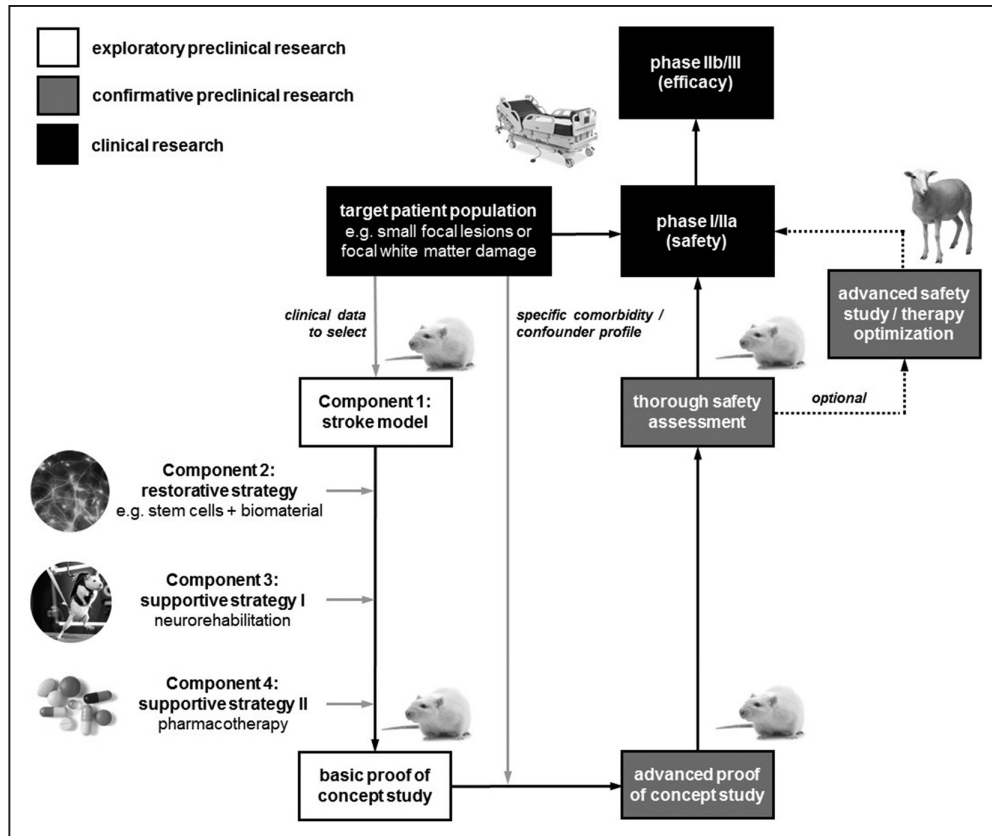 exploratory preclinical research
confirmative preclinical research
clinical research
phase IIb/III
(efficacy)
target patient population
e.g. small focal lesions or
focal white matter damage
phase I/IIa
(safety)
advanced safety
study / therapy
optimization
clinical data
to select
specific comorbidity /
confounder profile
Component 1:
stroke model
thorough safety
assessment
optional
Component 2:
restorative strategy
e.g. stem cells + biomaterial
Component 3:
supportive strategy I
neurorehabilitation
Component 4:
supportive strategy II
pharmacotherapy
basic proof of
concept study
advanced proof
of concept study